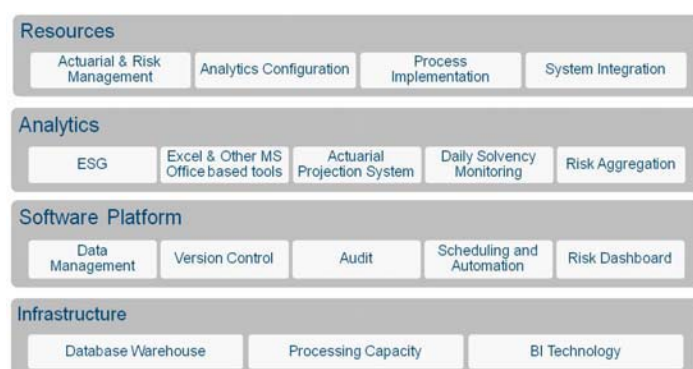 Resources
Actuarial & Risk
Management
Analytics Configuration
Process
Implementation
System Integration
Analytics
ESG
Excel & Other MS
Office based tools
Actuarial
Projection System
Daily Solvency
Monitoring
Risk Aggregation
Software Platform
Data
Management
Version Control
Audit
Scheduling and
Automation
Risk Dashboard
Infrastructure
Database Warehouse
Processing Capacity
BI Technology